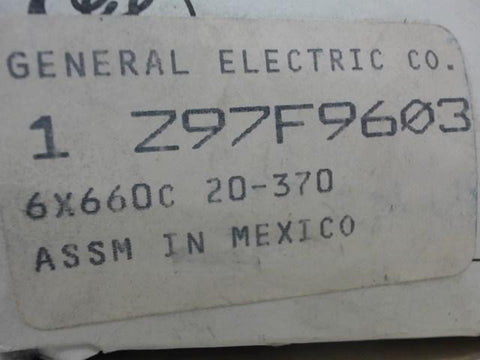 GENERAL ELECTRIC CO.
1 Z97F9603
6X660C 20-370
ASSM IN MEXICO